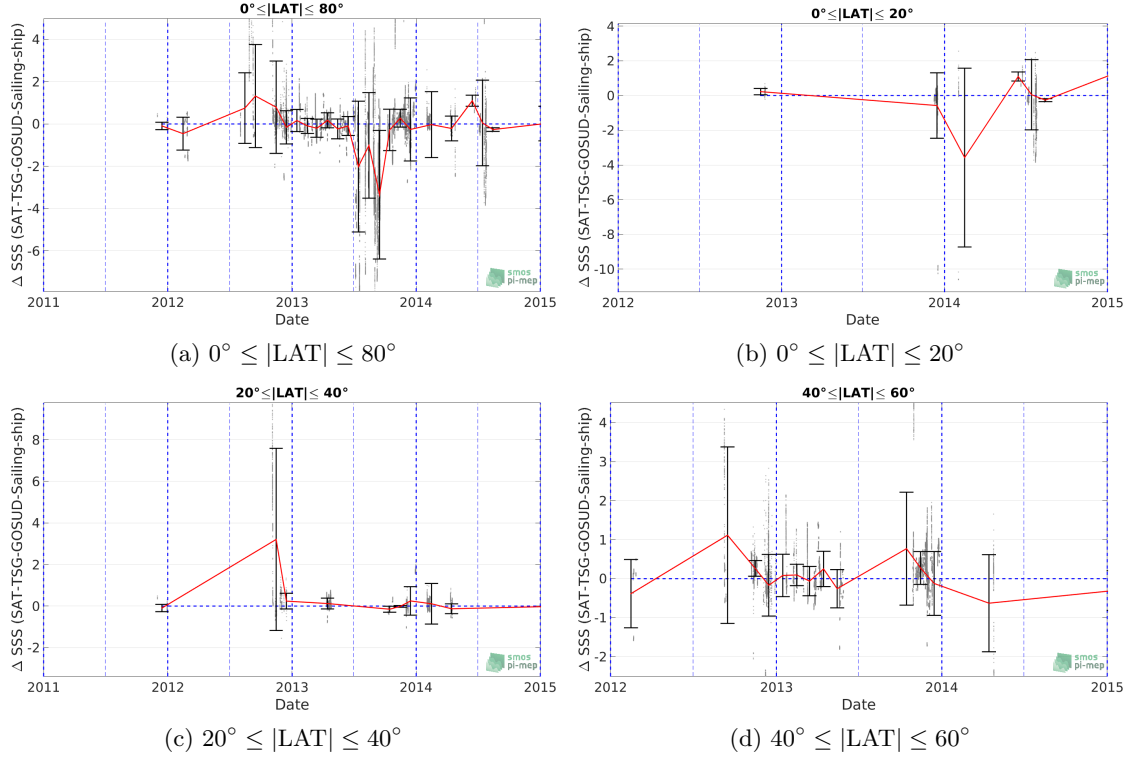 0°≤|LAT|≤ 80°
Δ SSS (SAT-TSG-GOSUD-Sailing-ship)
4
2
0
-2
-4
-6
2011 2012 2013 2014 2015
Date
smos
pi-mep
(a) 0° ≤ |LAT| ≤ 80°
0°≤|LAT|≤ 20°
Δ SSS (SAT-TSG-GOSUD-Sailing-ship)
4
2
0
-2
-4
-6
-8
-10
2012 2013 2014 2015
Date
smos
pi-mep
(b) 0° ≤ |LAT| ≤ 20°
20°≤|LAT|≤ 40°
Δ SSS (SAT-TSG-GOSUD-Sailing-ship)
8
6
4
2
0
-2
2011 2012 2013 2014 2015
Date
smos
pi-mep
(c) 20° ≤ |LAT| ≤ 40°
40°≤|LAT|≤ 60°
Δ SSS (SAT-TSG-GOSUD-Sailing-ship)
4
3
2
1
0
-1
-2
2012 2013 2014 2015
Date
smos
pi-mep
(d) 40° ≤ |LAT| ≤ 60°